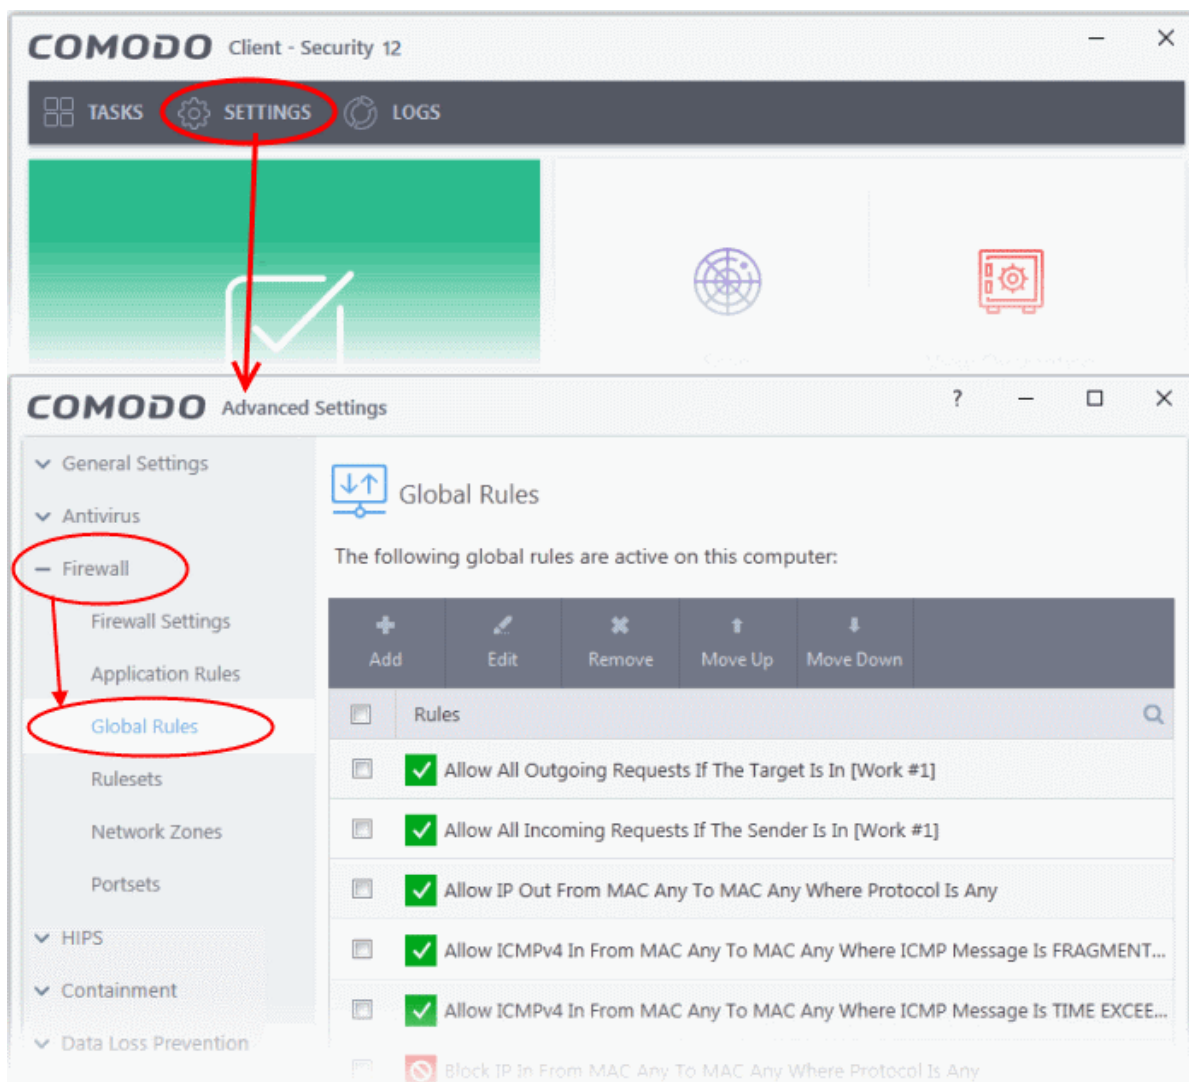 COMODO Client - Security 12
TASKS SETTINGS LOGS
Scan View Quarantine
COMODO Advanced Settings ?
General Settings
Antivirus
Firewall
Firewall Settings
Application Rules
Global Rules
Rulesets
Network Zones
Portsets
HIPS
Containment
Data Loss Prevention
Global Rules
The following global rules are active on this computer:
Add Edit Remove Move Up Move Down
Rules
Allow All Outgoing Requests If The Target Is In [Work #1]
Allow All Incoming Requests If The Sender Is In [Work #1]
Allow IP Out From MAC Any To MAC Any Where Protocol Is Any
Allow ICMPv4 In From MAC Any To MAC Any Where ICMP Message Is FRAGMENT...
Allow ICMPv4 In From MAC Any To MAC Any Where ICMP Message Is TIME EXCEE...
Block IP In From MAC Any To MAC Any Where Protocol Is Any